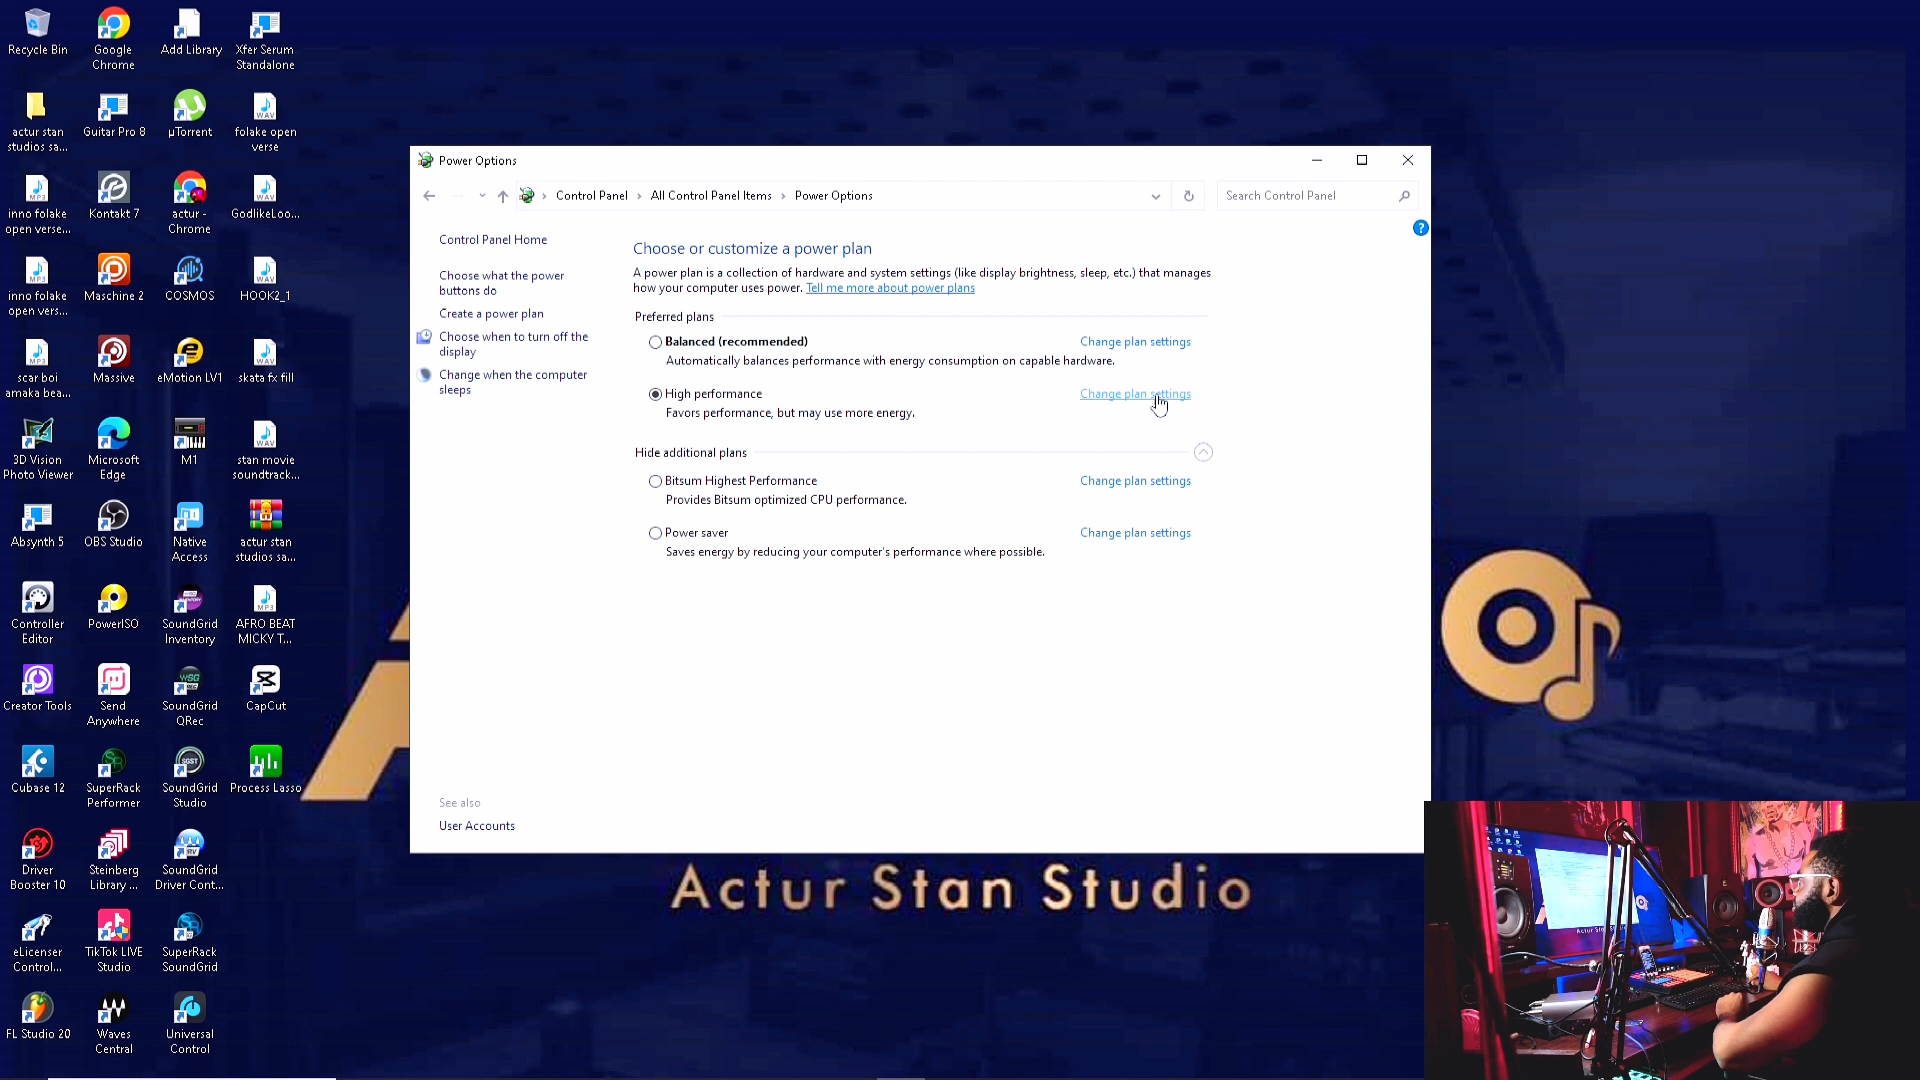 Recycle Bin
Google
Chrome
Add Library
Xfer Serum
Standalone
actur stan
studios sa...
Guitar Pro 8
µTorrent
folake open
verse
inno folake
open verse...
Kontakt 7
actur -
Chrome
GodlikeLoo...
inno folake
open vers...
Maschine 2
COSMOS
HOOK2_1
scar boi
amaka bea...
Massive
eMotion LV1
skata fx fill
3D Vision
Photo Viewer
Microsoft
Edge
M1
stan movie
soundtrack...
Absynth 5
OBS Studio
Native
Access
actur stan
studios sa...
Controller
Editor
PowerISO
SoundGrid
Inventory
AFRO BEAT
MICKY T...
Creator Tools
Send
Anywhere
SoundGrid
QRec
CapCut
Cubase 12
SuperRack
Performer
SoundGrid
Studio
Process Lasso
Driver
Booster 10
Steinberg
Library ...
SoundGrid
Driver Cont...
eLicenser
Control...
TikTok LIVE
Studio
SuperRack
SoundGrid
FL Studio 20
Waves
Central
Universal
Control
Power Options
Control Panel › All Control Panel Items › Power Options
Search Control Panel
Control Panel Home
Choose what the power
buttons do
Create a power plan
Choose when to turn off the
display
Change when the computer
sleeps
See also
User Accounts
Choose or customize a power plan
A power plan is a collection of hardware and system settings (like display brightness, sleep, etc.) that manages
how your computer uses power. Tell me more about power plans
Preferred plans
Balanced (recommended) Change plan settings
Automatically balances performance with energy consumption on capable hardware.
High performance Change plan settings
Favors performance, but may use more energy.
Hide additional plans
Bitsum Highest Performance Change plan settings
Provides Bitsum optimized CPU performance.
Power saver Change plan settings
Saves energy by reducing your computer's performance where possible.
Actur Stan Studio